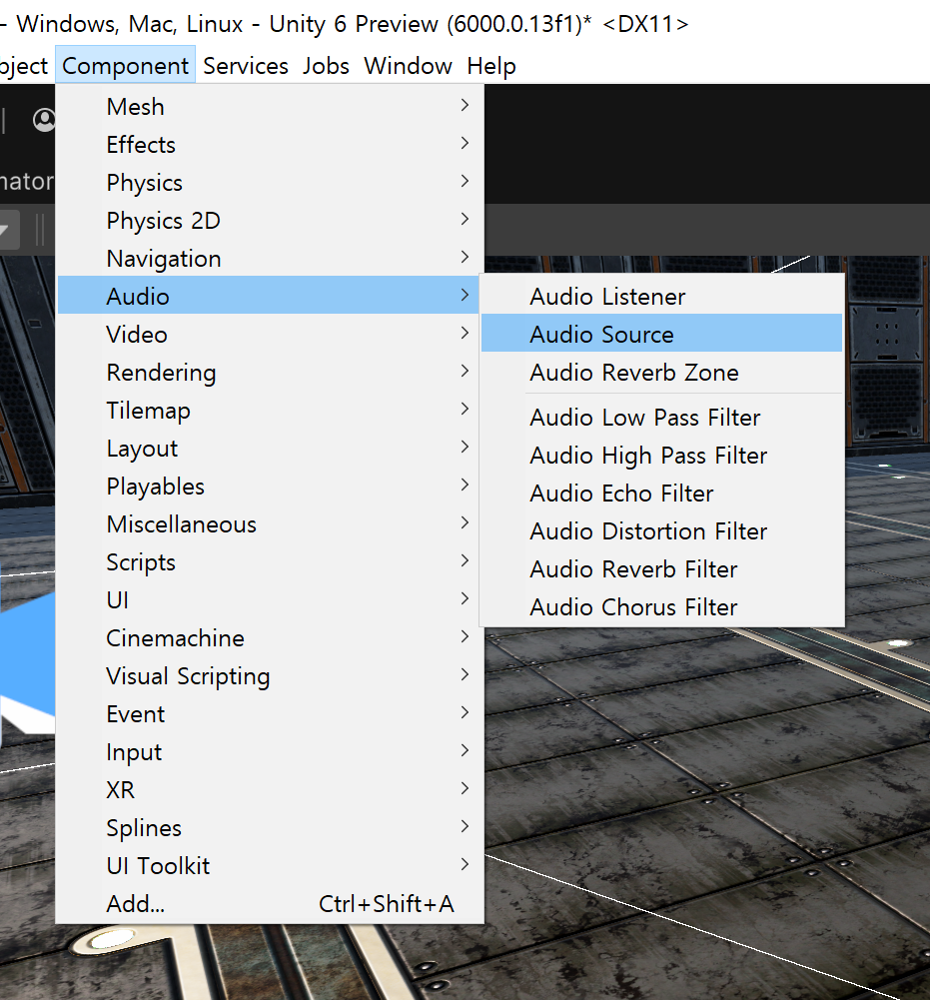 - Windows, Mac, Linux - Unity 6 Preview (6000.0.13f1)* <DX11>
bject Component Services Jobs Window Help
nator
Mesh
Effects
Physics
Physics 2D
Navigation
Audio
Video
Rendering
Tilemap
Layout
Playables
Miscellaneous
Scripts
UI
Cinemachine
Visual Scripting
Event
Input
XR
Splines
UI Toolkit
Add... Ctrl+Shift+A
Audio Listener
Audio Source
Audio Reverb Zone
Audio Low Pass Filter
Audio High Pass Filter
Audio Echo Filter
Audio Distortion Filter
Audio Reverb Filter
Audio Chorus Filter